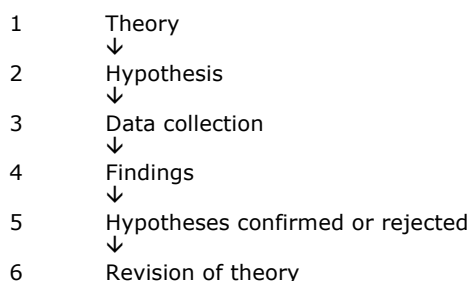 1 Theory
↓
2 Hypothesis
↓
3 Data collection
↓
4 Findings
↓
5 Hypotheses confirmed or rejected
↓
6 Revision of theory